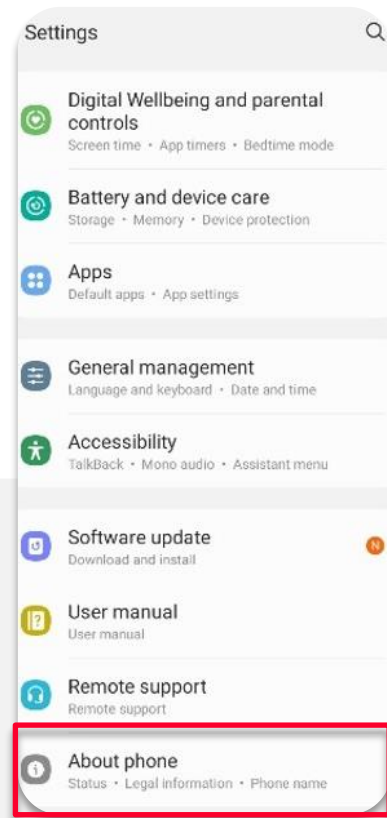 Settings
Digital Wellbeing and parental
controls
Screen time • App timers • Bedtime mode
Battery and device care
Storage • Memory • Device protection
Apps
Default apps • App settings
General management
Language and keyboard • Date and time
Accessibility
TalkBack • Mono audio • Assistant menu
Software update
N
Download and install
User manual
User manual
Remote support
Remote support
About phone
Status • Legal information • Phone name